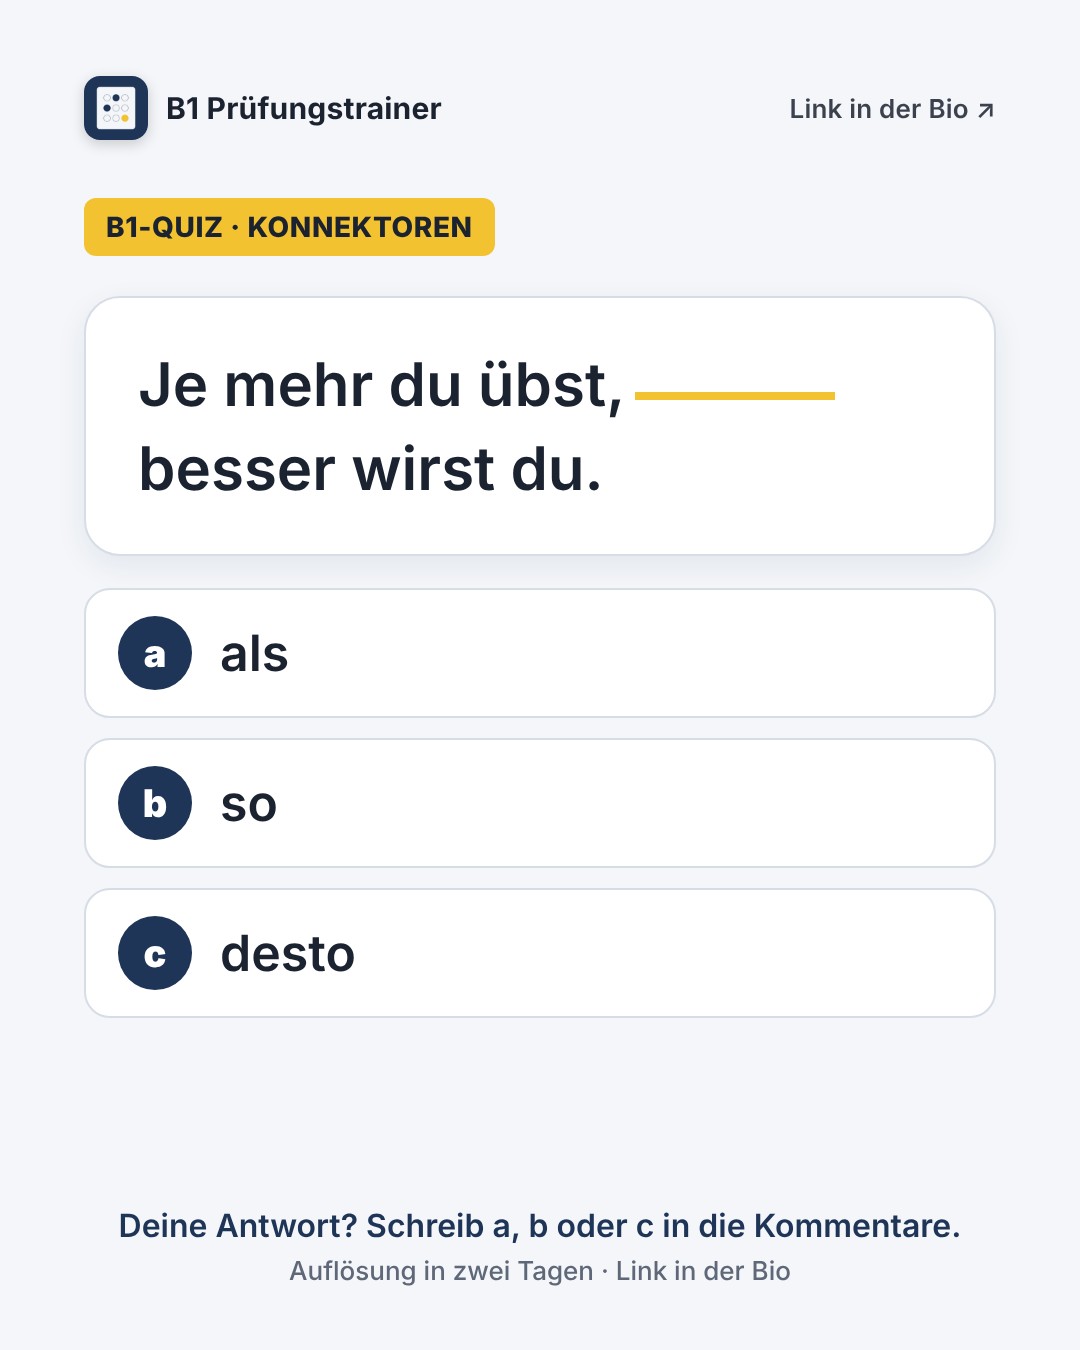 B1 Prüfungstrainer
Link in der Bio ↗
B1-QUIZ · KONNEKTOREN
Je mehr du übst, ______
besser wirst du.
a als
b so
c desto
Deine Antwort? Schreib a, b oder c in die Kommentare.
Auflösung in zwei Tagen · Link in der Bio